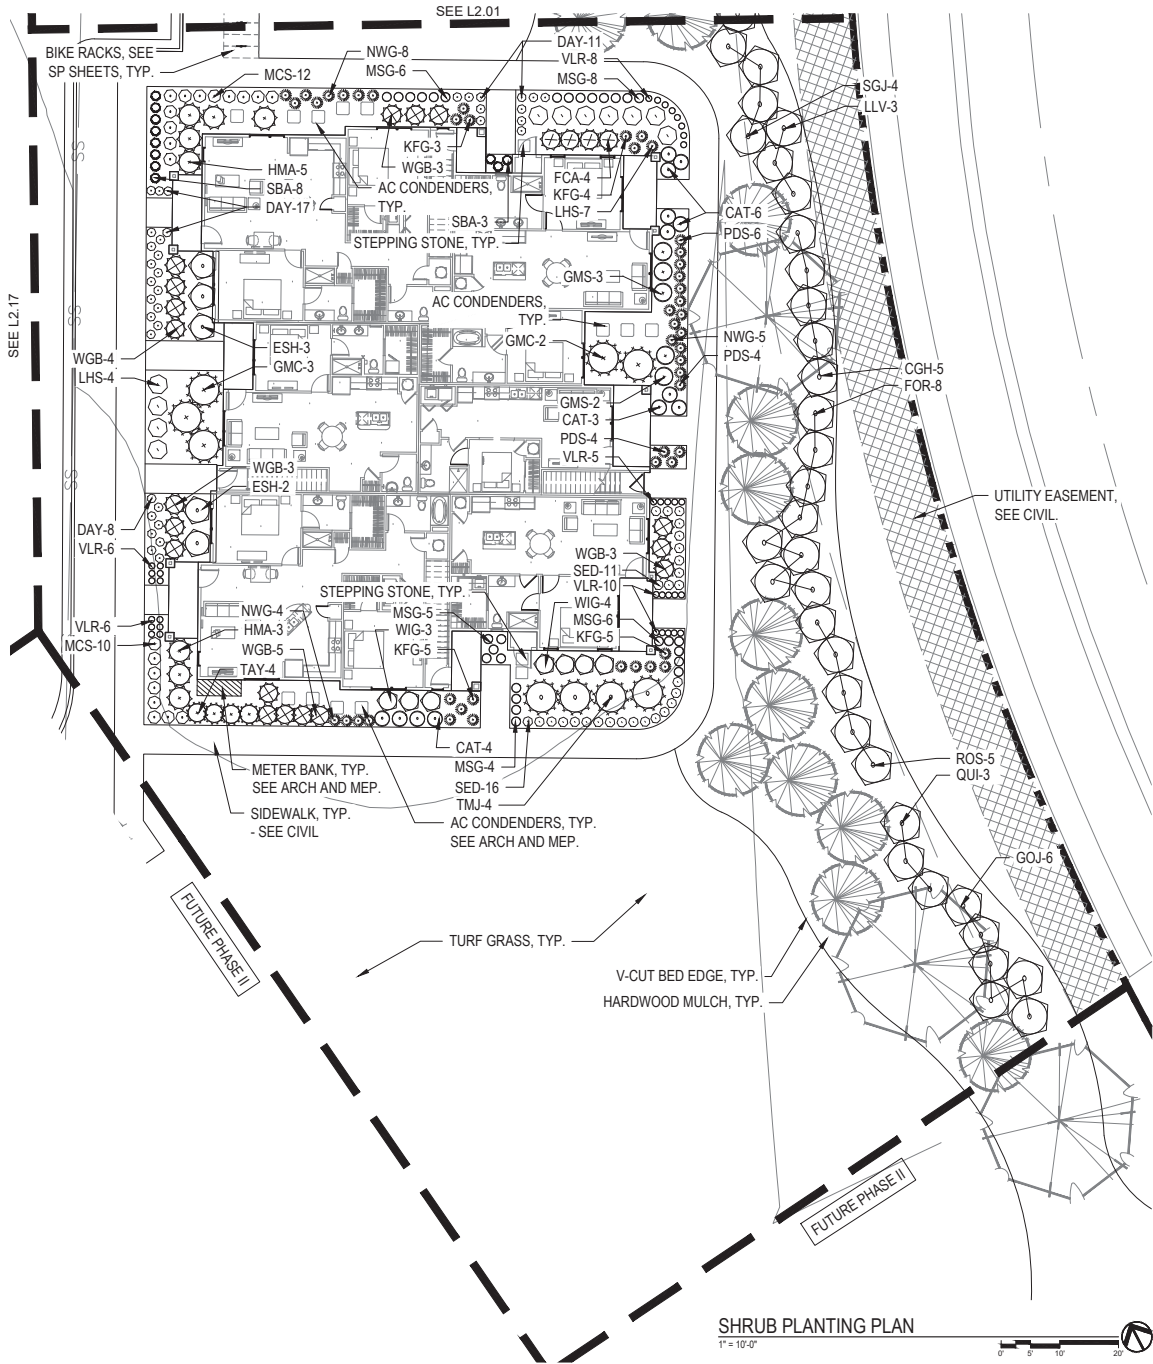 SEE L2.01
BIKE RACKS, SEE
SP SHEETS, TYP.
NWG-8
MCS-12
MSG-6
DAY-11
VLR-8
MSG-8
SGJ-4
LLV-3
SS
KFG-3
WGB-3
HMA-5
SBA-8
DAY-17
AC CONDENDERS,
TYP.
FCA-4
KFG-4
LHS-7
SBA-3
STEPPING STONE, TYP.
CAT-6
PDS-6
GMS-3
AC CONDENDERS,
TYP.
SEE L2.17
SS
NWG-5
GMC-2
PDS-4
ESH-3
GMC-3
WGB-4
LHS-4
CGH-5
FOR-8
GMS-2
CAT-3
PDS-4
VLR-5
WGB-3
ESH-2
SS
UTILITY EASEMENT,
SEE CIVIL.
DAY-8
VLR-6
WGB-3
SED-11
VLR-10
STEPPING STONE, TYP.
WIG-4
NWG-4
MSG-5
MSG-6
VLR-6
HMA-3
WIG-3
KFG-5
MCS-10
WGB-5
KFG-5
TAY-4
CAT-4
METER BANK, TYP.
SEE ARCH AND MEP.
MSG-4
SED-16
TMJ-4
ROS-5
QUI-3
SIDEWALK, TYP.
- SEE CIVIL
AC CONDENDERS, TYP.
SEE ARCH AND MEP.
GOJ-6
FUTURE PHASE II
TURF GRASS, TYP.
V-CUT BED EDGE, TYP.
HARDWOOD MULCH, TYP.
FUTURE PHASE II
SHRUB PLANTING PLAN
1" = 10'-0"
0' 5' 10' 20'